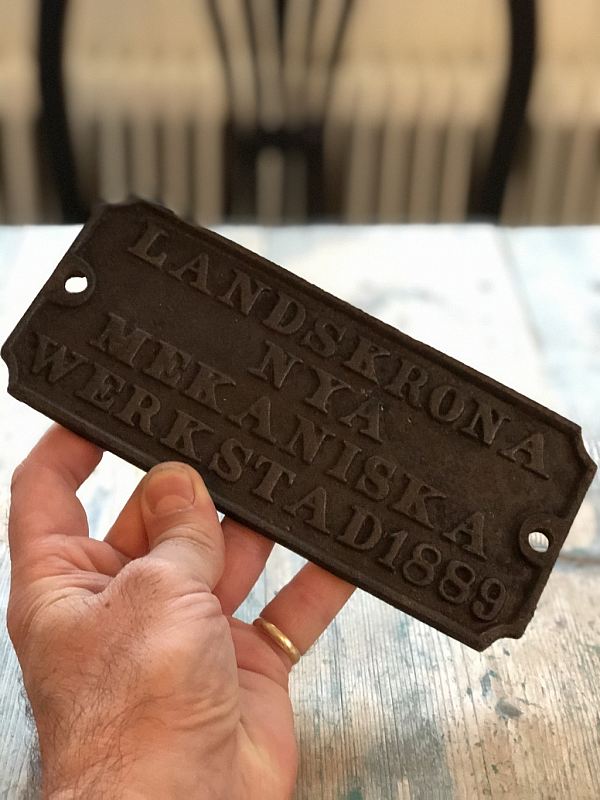 LANDSKRONA
NYA
MEKANISKA
WERKSTAD 1889